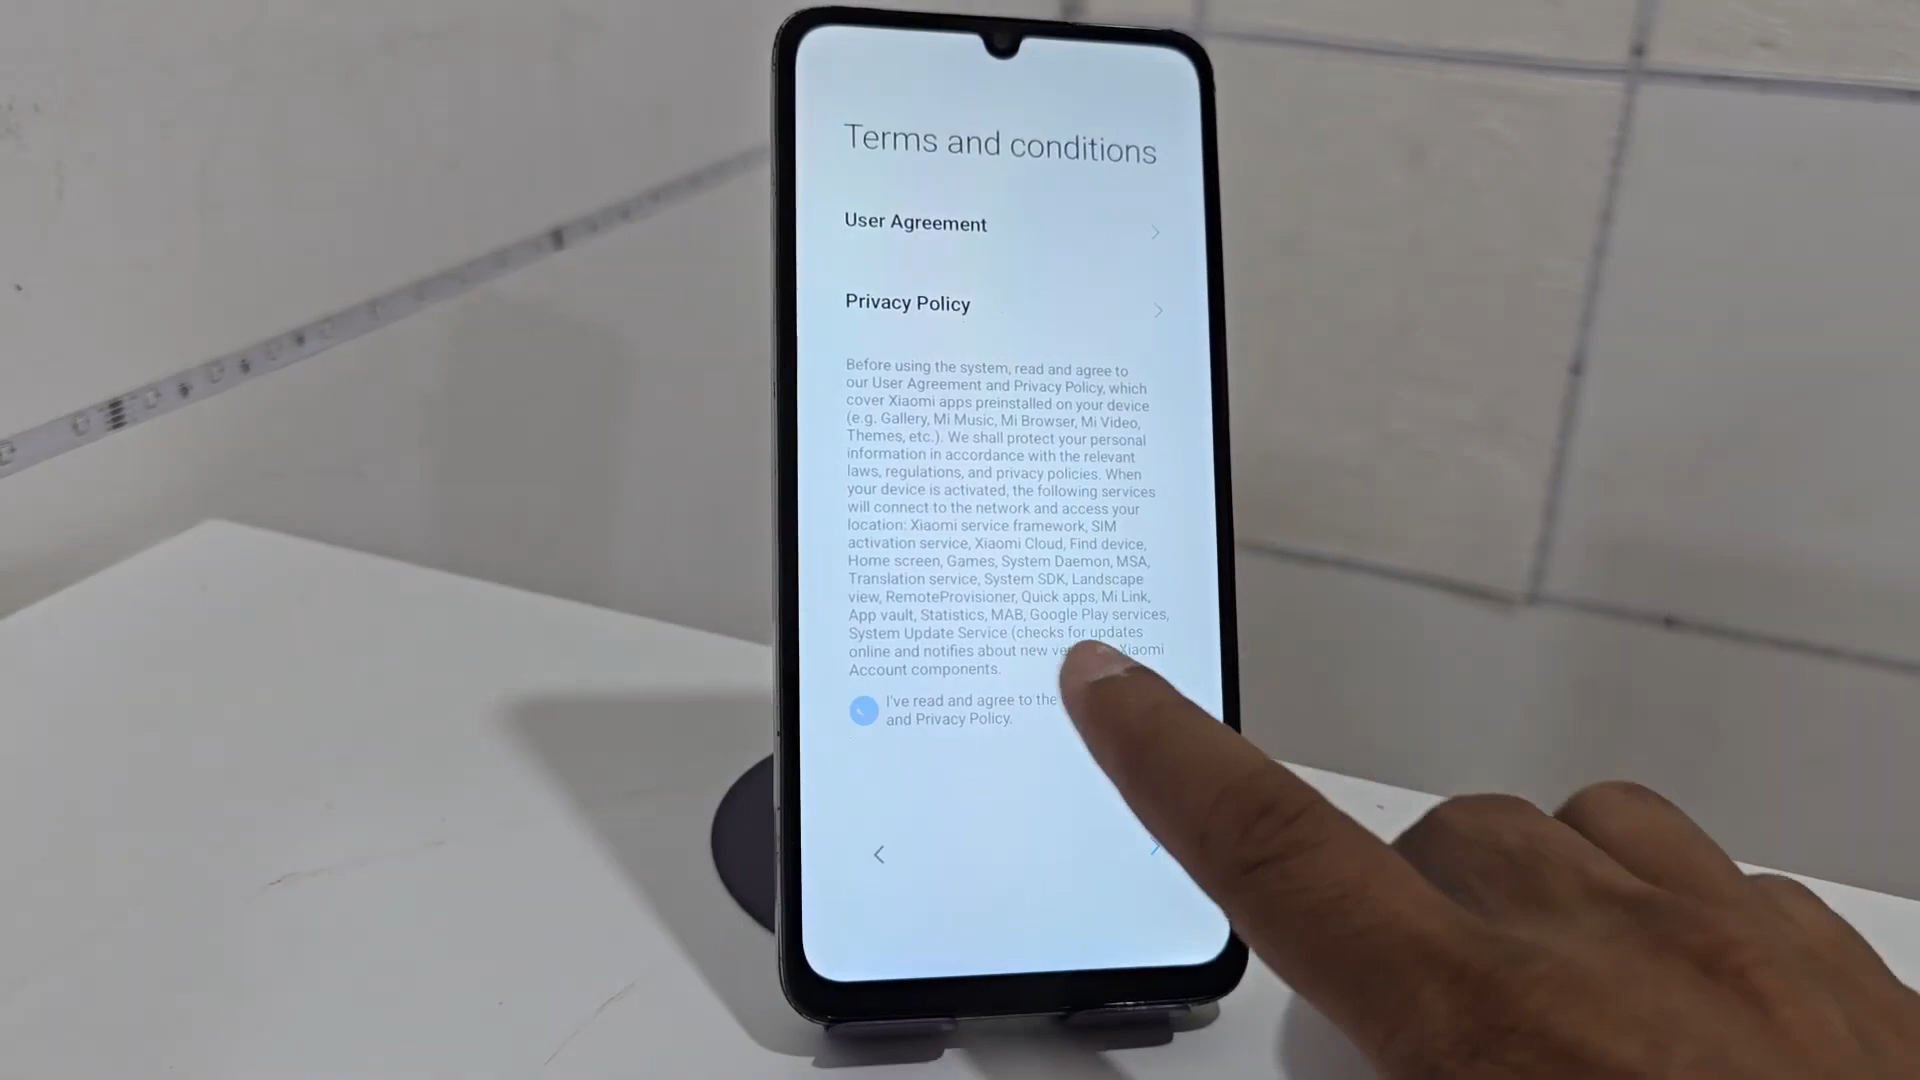 Terms and conditions
User Agreement
Privacy Policy
Before using the system, read and agree to
our User Agreement and Privacy Policy, which
cover Xiaomi apps preinstalled on your device
(e.g. Gallery, Mi Music, Mi Browser, Mi Video,
Themes, etc.). We shall protect your personal
information in accordance with the relevant
laws, regulations, and privacy policies. When
your device is activated, the following services
will connect to the network and access your
location: Xiaomi service framework, SIM
activation service, Xiaomi Cloud, Find device,
Home screen, Games, System Daemon, MSA,
Translation service, System SDK, Landscape
view, RemoteProvisioner, Quick apps, Mi Link,
App vault, Statistics, MAB, Google Play services,
System Update Service (checks for updates
online and notifies about new Xiaomi
Account components.
I've read and agree to the
and Privacy Policy.